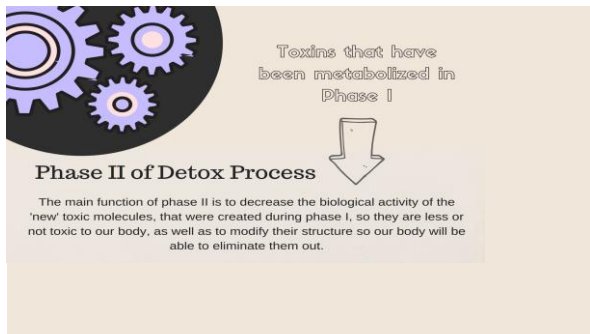 Toxins that have
been metabolized in
Phase I
Phase II of Detox Process
The main function of phase II is to decrease the biological activity of the
'new' toxic molecules, that were created during phase I, so they are less or
not toxic to our body, as well as to modify their structure so our body will be
able to eliminate them out.